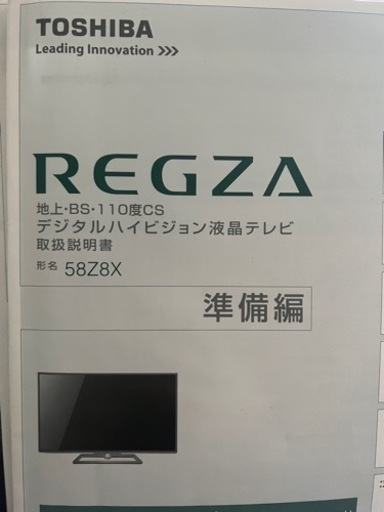 TOSHIBA
Leading Innovation >>>
REGZA
地上・BS・110度CS
デジタルハイビジョン液晶テレビ
取扱説明書
形名 58Z8X
準備編